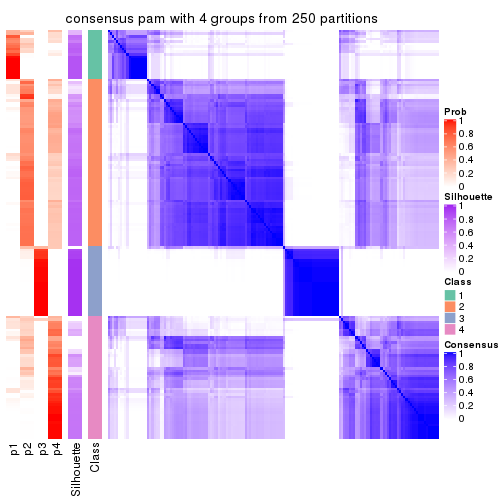 consensus pam with 4 groups from 250 partitions
Prob
1
0.8
0.6
0.4
0.2
0
Silhouette
1
0.8
0.6
0.4
0.2
0
Class
1
2
3
4
Consensus
1
0.8
0.6
0.4
0.2
0
p1
p2
p3
p4
Silhouette
Class